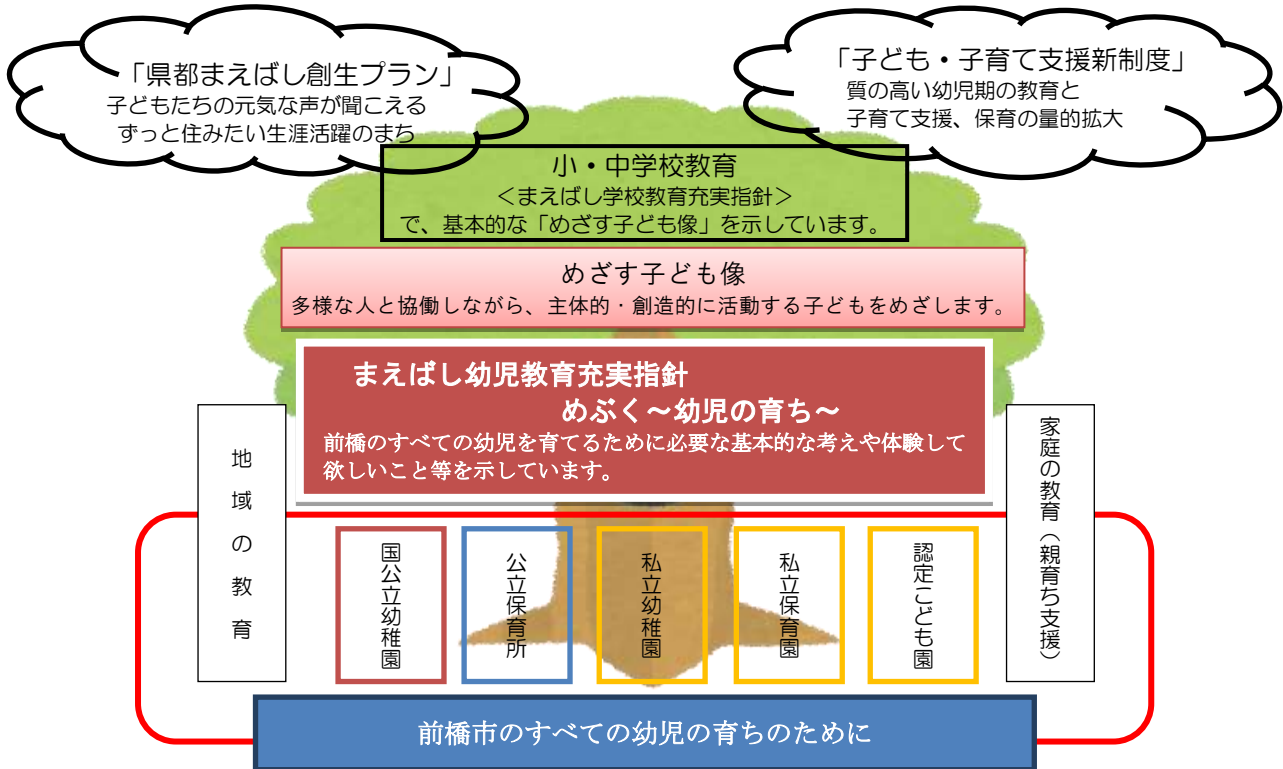 「県都まえばし創生プラン」
子どもたちの元気な声が聞こえる
ずっと住みたい生涯活躍のまち
「子ども・子育て支援新制度」
質の高い幼児期の教育と
子育て支援、保育の量的拡大
小・中学校教育
＜まえばし学校教育充実指針＞
で、基本的な「めざす子ども像」を示しています。
めざす子ども像
多様な人と協働しながら、主体的・創造的に活動する子どもをめざします。
まえばし幼児教育充実指針
めぶく～幼児の育ち～
前橋のすべての幼児を育てるために必要な基本的な考えや体験して
欲しいこと等を示しています。
地域の教育
国公立幼稚園
公立保育所
私立幼稚園
私立保育園
認定こども園
家庭の教育（親育ち支援）
前橋市のすべての幼児の育ちのために